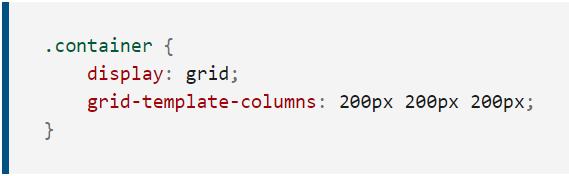 .container {
    display: grid;
    grid-template-columns: 200px 200px 200px;
}